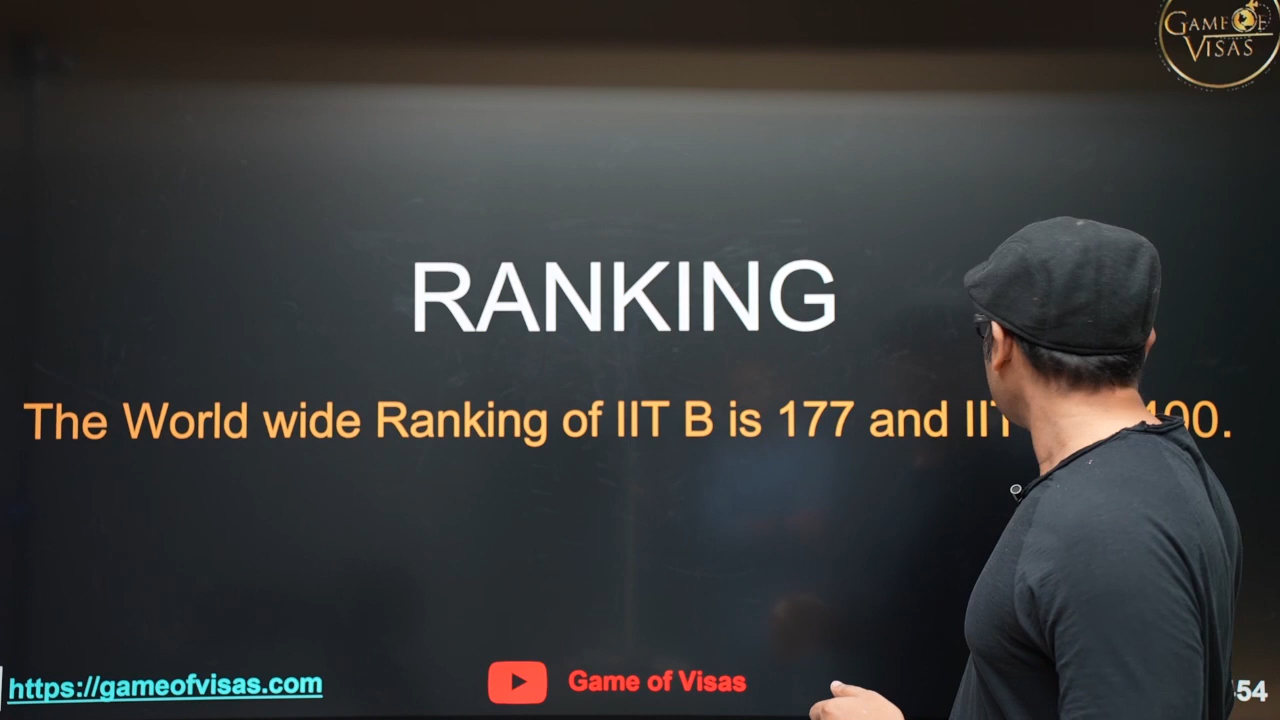 GAME OF
VISAS
RANKING
The World wide Ranking of IIT B is 177 and IIT
https://gameofvisas.com
Game of Visas
54